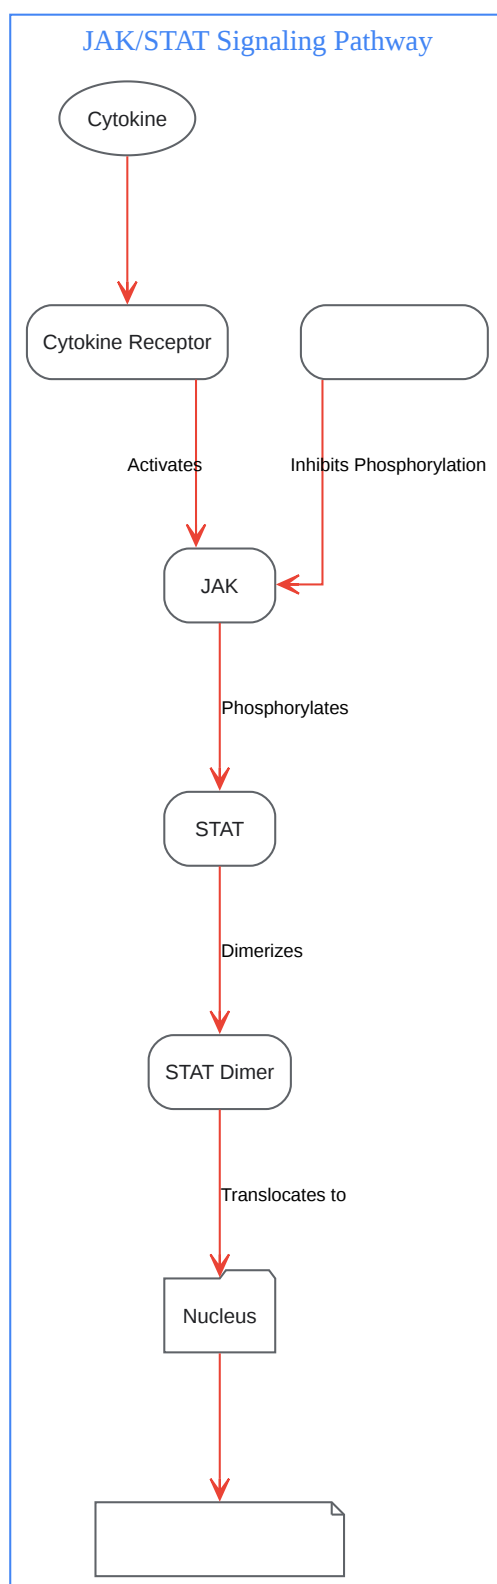 JAK/STAT Signaling Pathway
Cytokine
Cytokine Receptor
Activates
Inhibits Phosphorylation
JAK
Phosphorylates
STAT
Dimerizes
STAT Dimer
Translocates to
Nucleus